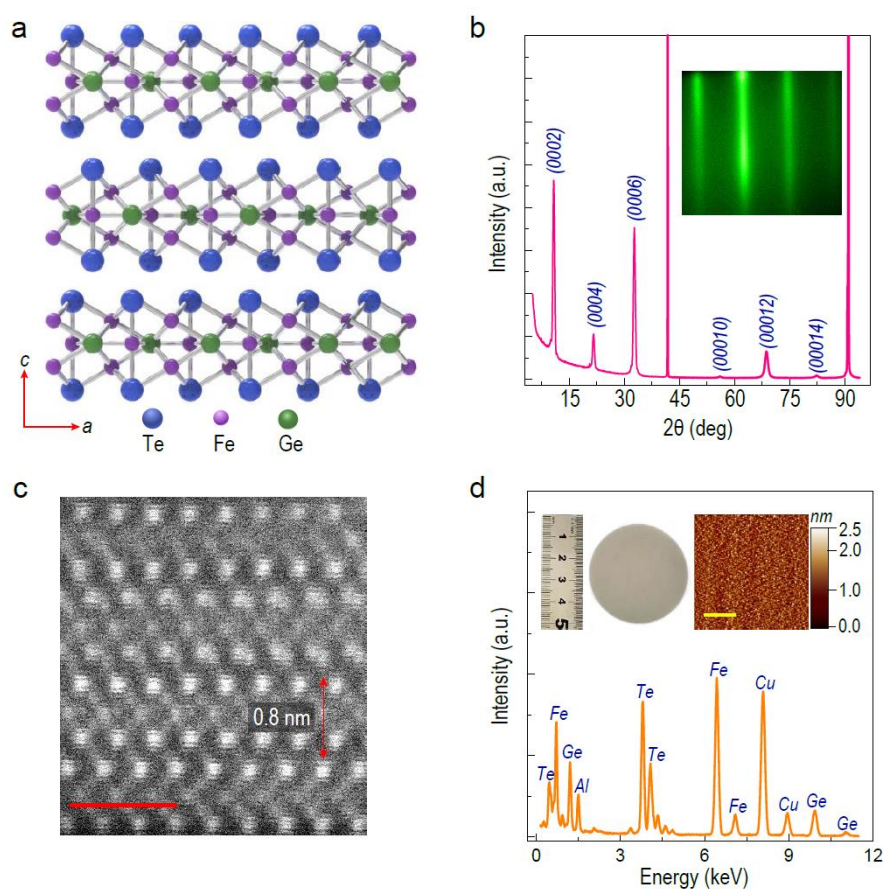 a
c
a
Te
Fe
Ge
b
Intensity (a.u.)
(0002)
(0004)
(0006)
(00010)
(00012)
(00014)
15
30
45
60
75
90
2θ (deg)
c
0.8 nm
d
Intensity (a.u.)
1
2
3
4
5
nm
2.5
2.0
1.0
0.0
Te
Fe
Ge
Al
Te
Te
Fe
Fe
Cu
Cu
Ge
Ge
0
3
6
9
12
Energy (keV)